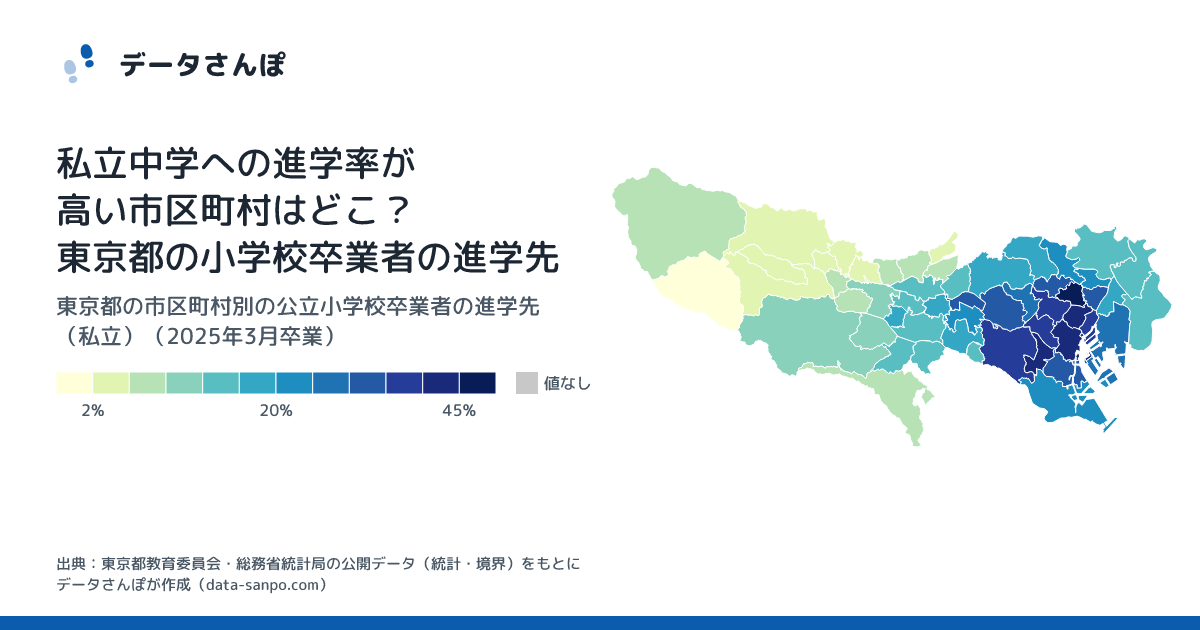 データさんぽ
私立中学への進学率が
高い市区町村はどこ？
東京都の小学校卒業者の進学先
東京都の市区町村別の公立小学校卒業者の進学先
（私立）（2025年3月卒業）
値なし
2% 20% 45%
出典：東京都教育委員会・総務省統計局の公開データ（統計・境界）をもとに
データさんぽが作成（data-sanpo.com）